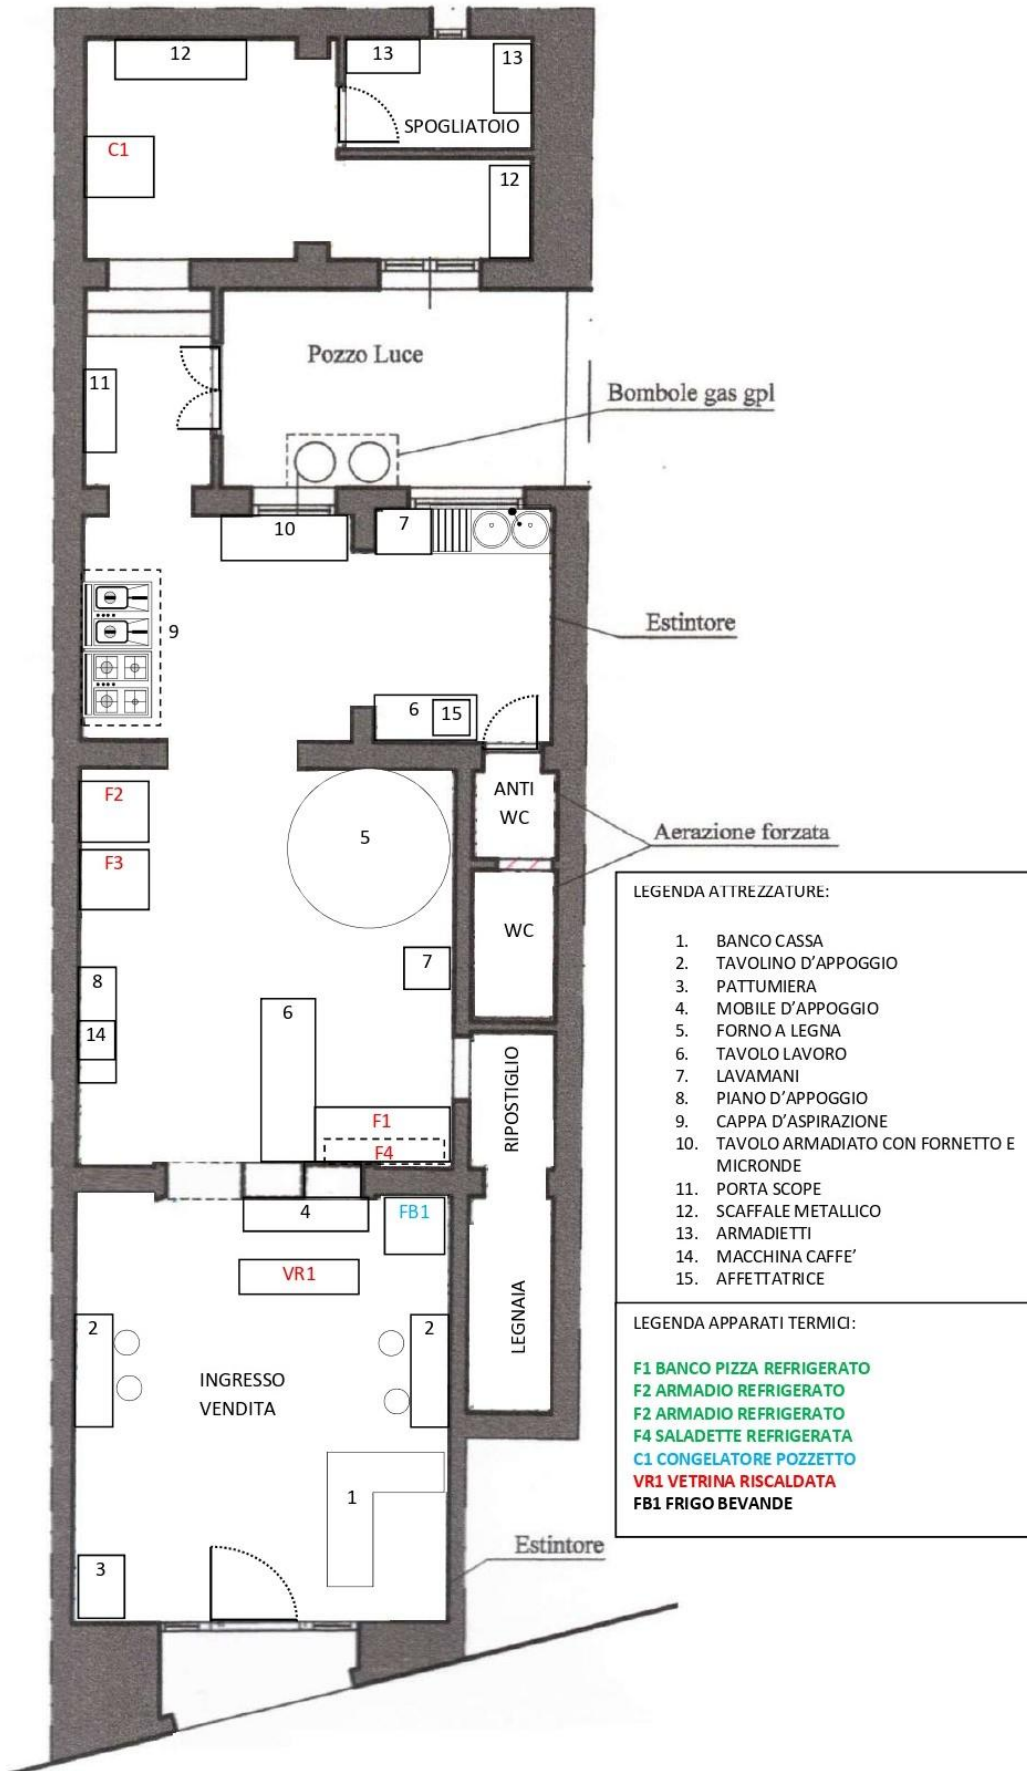 12
13
13
SPOGLIATOIO
C1
12
Pozzo Luce
11
Bombole gas gpl
10
7
Estintore
9
6
15
F2
ANTI
WC
Aerazione forzata
5
F3
WC
7
8
6
14
RIPOSTIGLIO
F1
F4
4
FB1
VR1
2
2
LEGNAIA
INGRESSO
VENDITA
1
Estintore
3
LEGENDA ATTREZZATURE:
1. BANCO CASSA
2. TAVOLINO D'APPOGGIO
3. PATTUMIERA
4. MOBILE D'APPOGGIO
5. FORNO A LEGNA
6. TAVOLO LAVORO
7. LAVAMANI
8. PIANO D'APPOGGIO
9. CAPPA D'ASPIRAZIONE
10. TAVOLO ARMADIATO CON FORNETTO E
MICRONDE
11. PORTA SCOPE
12. SCAFFALE METALLICO
13. ARMADIETTI
14. MACCHINA CAFFE'
15. AFFETTATRICE
LEGENDA APPARATI TERMICI:
F1 BANCO PIZZA REFRIGERATO
F2 ARMADIO REFRIGERATO
F2 ARMADIO REFRIGERATO
F4 SALADETTE REFRIGERATA
C1 CONGELATORE POZZETTO
VR1 VETRINA RISCALDATA
FB1 FRIGO BEVANDE